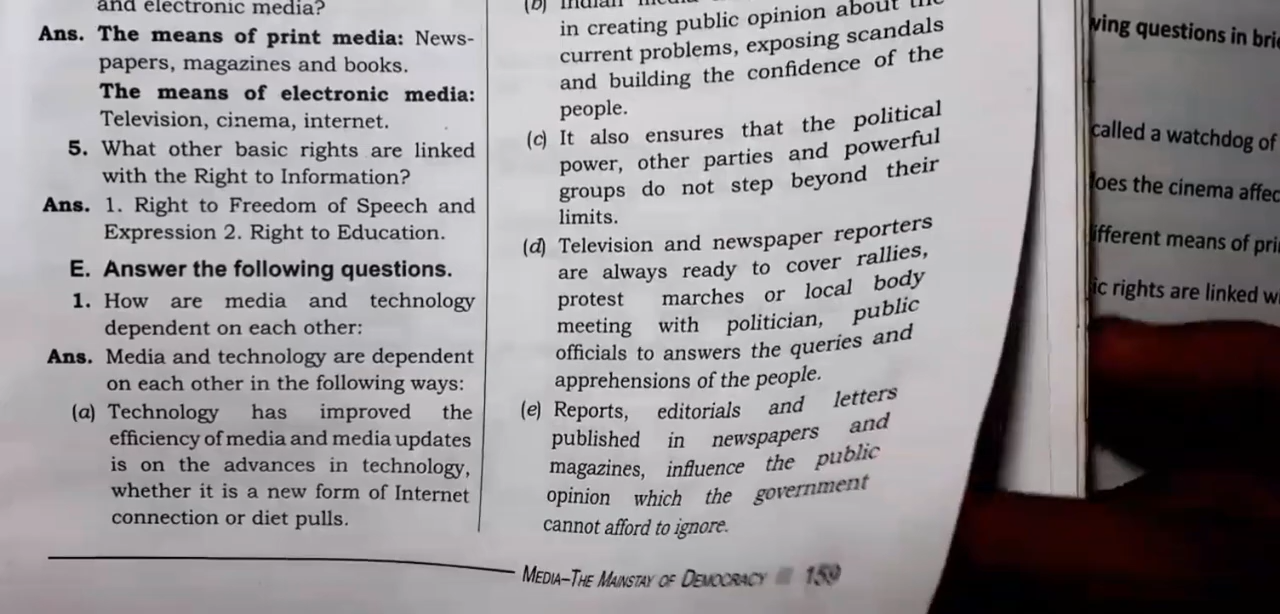 and electronic media?
Ans. The means of print media: News-
papers, magazines and books.
The means of electronic media:
Television, cinema, internet.
5. What other basic rights are linked
with the Right to Information?
Ans. 1. Right to Freedom of Speech and
Expression 2. Right to Education.
E. Answer the following questions.
1. How are media and technology
dependent on each other:
Ans. Media and technology are dependent
on each other in the following ways:
(a) Technology has improved the
efficiency of media and media updates
is on the advances in technology,
whether it is a new form of Internet
connection or diet pulls.
(b) Indian
in creating public opinion about the
current problems, exposing scandals
and building the confidence of the
people.
(c) It also ensures that the political
power, other parties and powerful
groups do not step beyond their
limits.
(d) Television and newspaper reporters
are always ready to cover rallies,
protest marches or local body
meeting with politician, public
officials to answers the queries and
apprehensions of the people.
(e) Reports, editorials and letters
published in newspapers and
magazines, influence the public
opinion which the government
cannot afford to ignore.
MEDIA–THE MAINSTAY OF DEMOCRACY 159
questions in
called a watchdog of
the cinema
means of
rights are linked